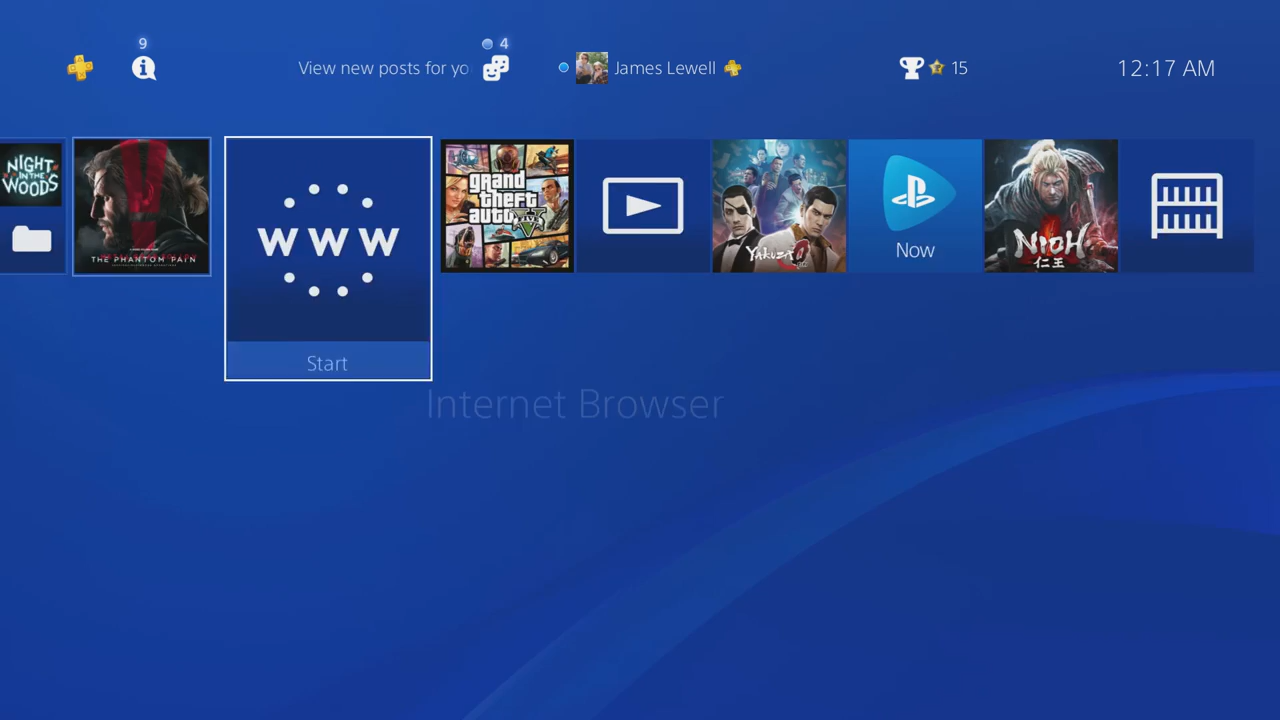 9
4
View new posts for yo
James Lewell
15
12:17 AM
NIGHT
IN THE
WOODS
THE PHANTOM PAIN
WWW
Start
Internet Browser
grand
theft
auto V
FIVE
YAKUZA 0
Now
NIOH
仁王